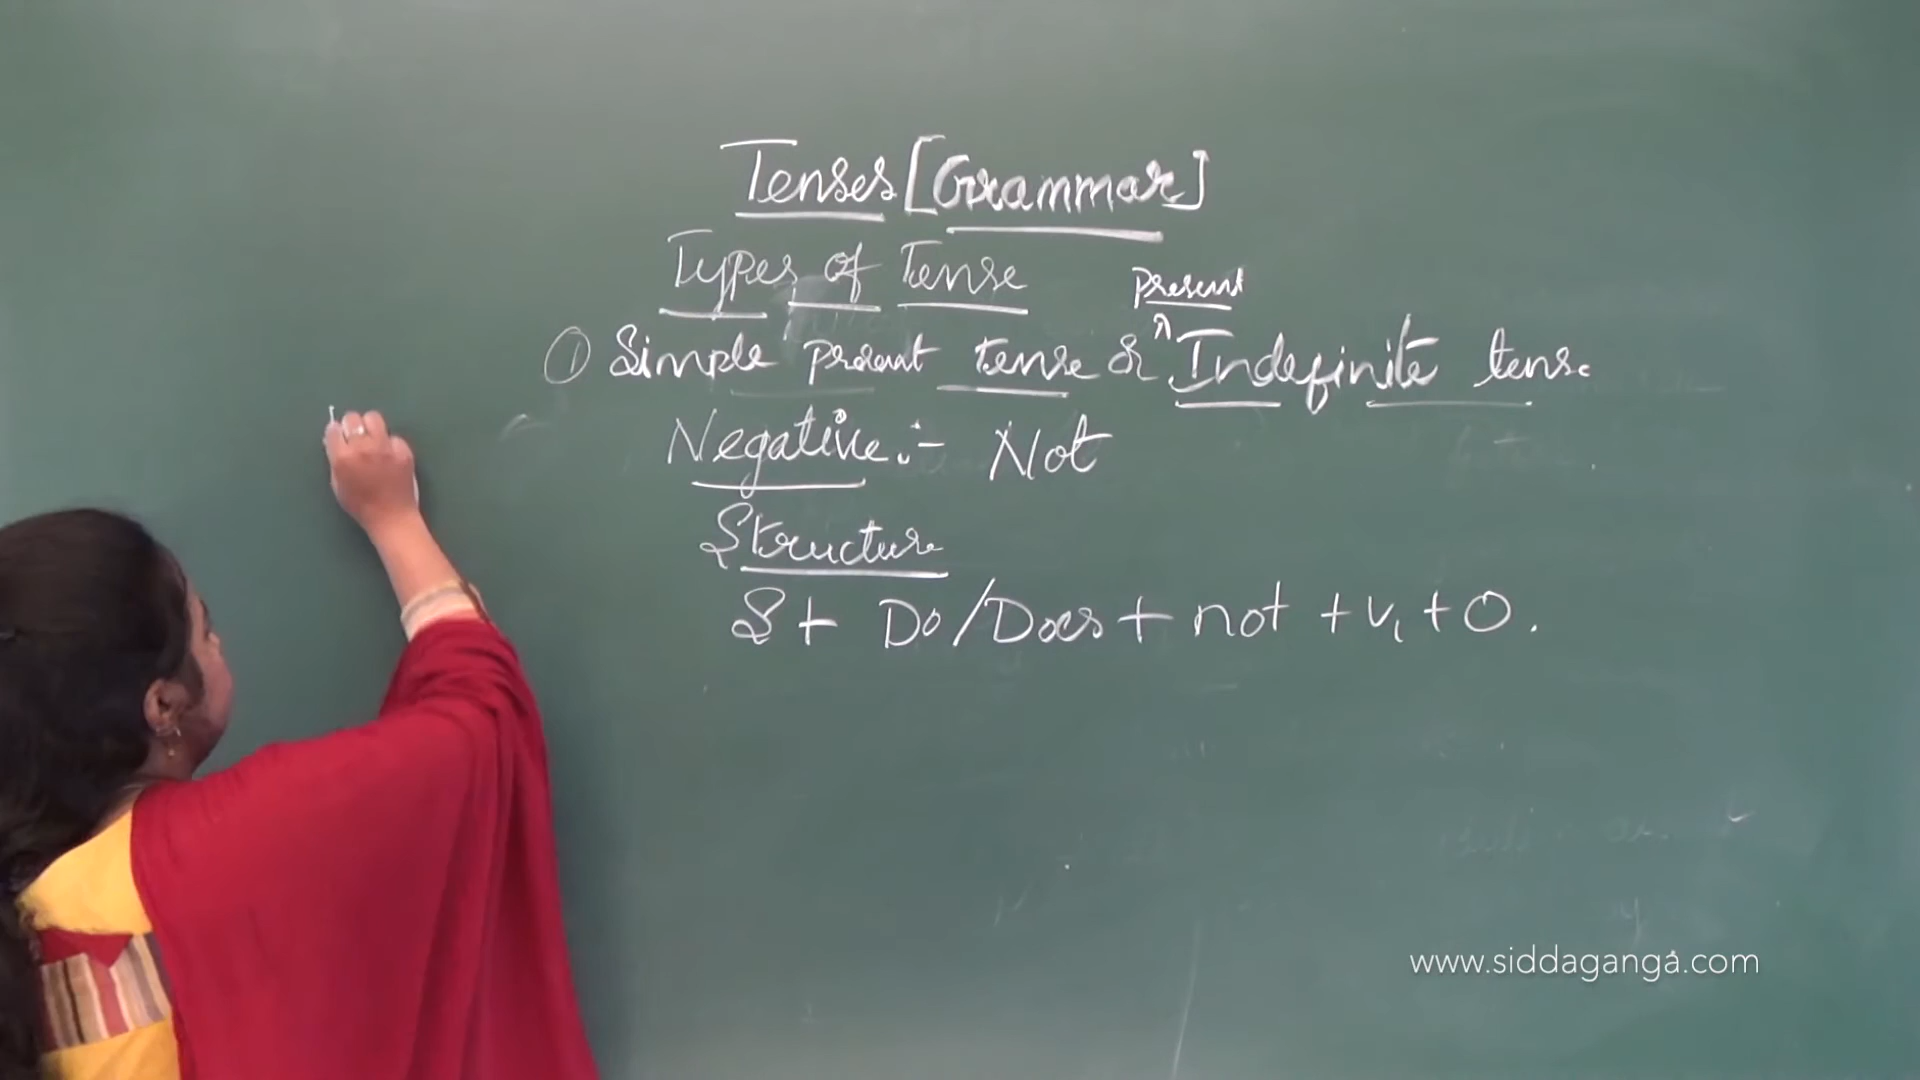 Tenses [Grammar]
Types of Tense
Present
① Simple present tense & ^ Indefinite tense
Negative :- Not
Structure
S + Do/Does + not + V₁ + O.
www.siddaganga.com